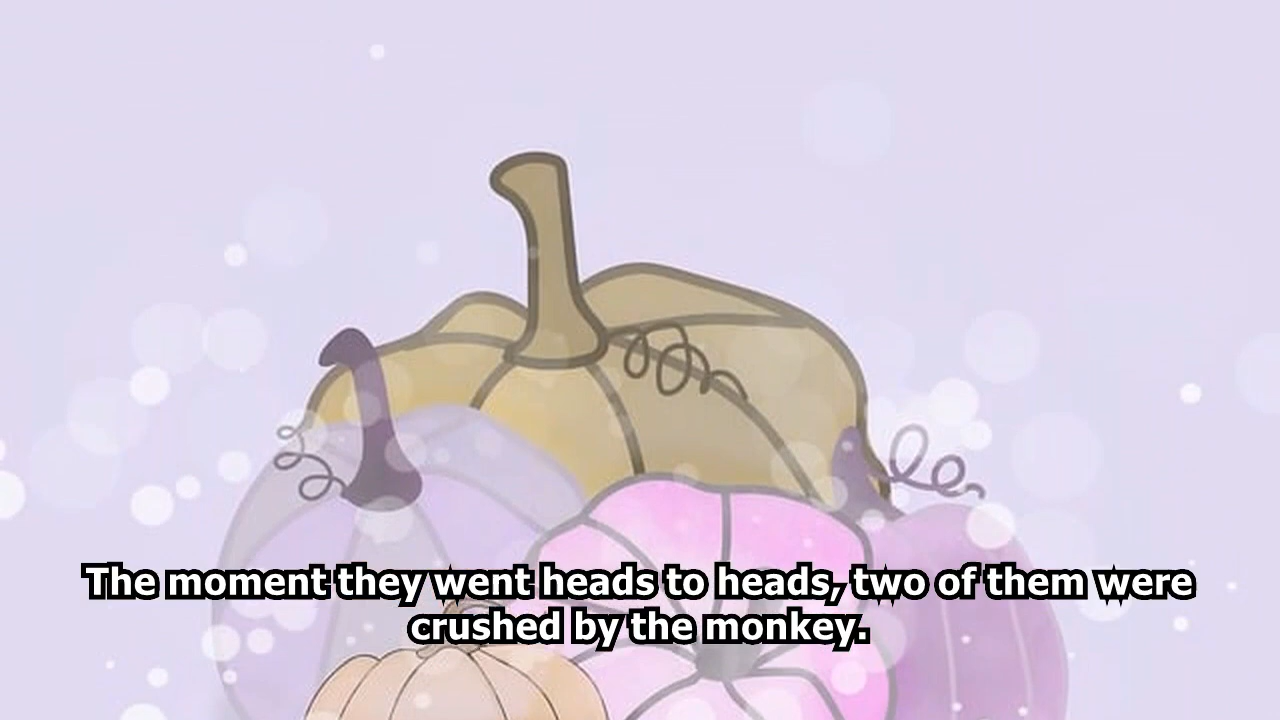 The moment they went heads to heads, two of them were
crushed by the monkey.